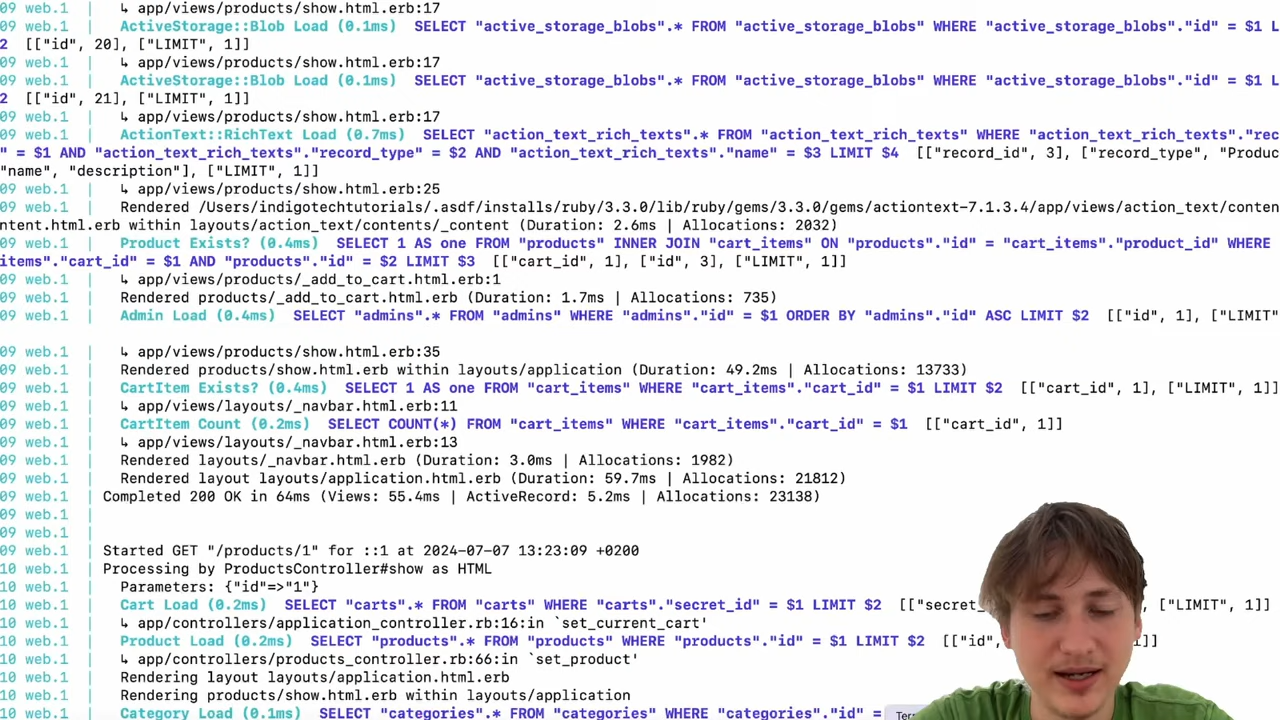 09 web.1  |    ↳ app/views/products/show.html.erb:17
09 web.1  |    ActiveStorage::Blob Load (0.1ms)  SELECT "active_storage_blobs".* FROM "active_storage_blobs" WHERE "active_storage_blobs"."id" = $1 L
2  [["id", 20], ["LIMIT", 1]]
09 web.1  |    ↳ app/views/products/show.html.erb:17
09 web.1  |    ActiveStorage::Blob Load (0.1ms)  SELECT "active_storage_blobs".* FROM "active_storage_blobs" WHERE "active_storage_blobs"."id" = $1 L
2  [["id", 21], ["LIMIT", 1]]
09 web.1  |    ↳ app/views/products/show.html.erb:17
09 web.1  |    ActionText::RichText Load (0.7ms)  SELECT "action_text_rich_texts".* FROM "action_text_rich_texts" WHERE "action_text_rich_texts"."rec
" = $1 AND "action_text_rich_texts"."record_type" = $2 AND "action_text_rich_texts"."name" = $3 LIMIT $4  [["record_id", 3], ["record_type", "Produc
"name", "description"], ["LIMIT", 1]]
09 web.1  |    ↳ app/views/products/show.html.erb:25
09 web.1  |    Rendered /Users/indigotechtutorials/.asdf/installs/ruby/3.3.0/lib/ruby/gems/3.3.0/gems/actiontext-7.1.3.4/app/views/action_text/conten
ntent.html.erb within layouts/action_text/contents/_content (Duration: 2.6ms | Allocations: 2032)
09 web.1  |    Product Exists? (0.4ms)  SELECT 1 AS one FROM "products" INNER JOIN "cart_items" ON "products"."id" = "cart_items"."product_id" WHERE
items"."cart_id" = $1 AND "products"."id" = $2 LIMIT $3  [["cart_id", 1], ["id", 3], ["LIMIT", 1]]
09 web.1  |    ↳ app/views/products/_add_to_cart.html.erb:1
09 web.1  |    Rendered products/_add_to_cart.html.erb (Duration: 1.7ms | Allocations: 735)
09 web.1  |    Admin Load (0.4ms)  SELECT "admins".* FROM "admins" WHERE "admins"."id" = $1 ORDER BY "admins"."id" ASC LIMIT $2  [["id", 1], ["LIMIT"
09 web.1  |    ↳ app/views/products/show.html.erb:35
09 web.1  |    Rendered products/show.html.erb within layouts/application (Duration: 49.2ms | Allocations: 13733)
09 web.1  |    CartItem Exists? (0.4ms)  SELECT 1 AS one FROM "cart_items" WHERE "cart_items"."cart_id" = $1 LIMIT $2  [["cart_id", 1], ["LIMIT", 1]]
09 web.1  |    ↳ app/views/layouts/_navbar.html.erb:11
09 web.1  |    CartItem Count (0.2ms)  SELECT COUNT(*) FROM "cart_items" WHERE "cart_items"."cart_id" = $1  [["cart_id", 1]]
09 web.1  |    ↳ app/views/layouts/_navbar.html.erb:13
09 web.1  |    Rendered layouts/_navbar.html.erb (Duration: 3.0ms | Allocations: 1982)
09 web.1  |    Rendered layout layouts/application.html.erb (Duration: 59.7ms | Allocations: 21812)
09 web.1  |  Completed 200 OK in 64ms (Views: 55.4ms | ActiveRecord: 5.2ms | Allocations: 23138)
09 web.1  |
09 web.1  |
09 web.1  |  Started GET "/products/1" for ::1 at 2024-07-07 13:23:09 +0200
10 web.1  |  Processing by ProductsController#show as HTML
10 web.1  |    Parameters: {"id"=>"1"}
10 web.1  |    Cart Load (0.2ms)  SELECT "carts".* FROM "carts" WHERE "carts"."secret_id" = $1 LIMIT $2  [["secret_ , ["LIMIT", 1]]
10 web.1  |    ↳ app/controllers/application_controller.rb:16:in `set_current_cart'
10 web.1  |    Product Load (0.2ms)  SELECT "products".* FROM "products" WHERE "products"."id" = $1 LIMIT $2  [["id", 1]]
10 web.1  |    ↳ app/controllers/products_controller.rb:66:in `set_product'
10 web.1  |    Rendering layout layouts/application.html.erb
10 web.1  |    Rendering products/show.html.erb within layouts/application
10 web.1  |    Category Load (0.1ms)  SELECT "categories".* FROM "categories" WHERE "categories"."id" =